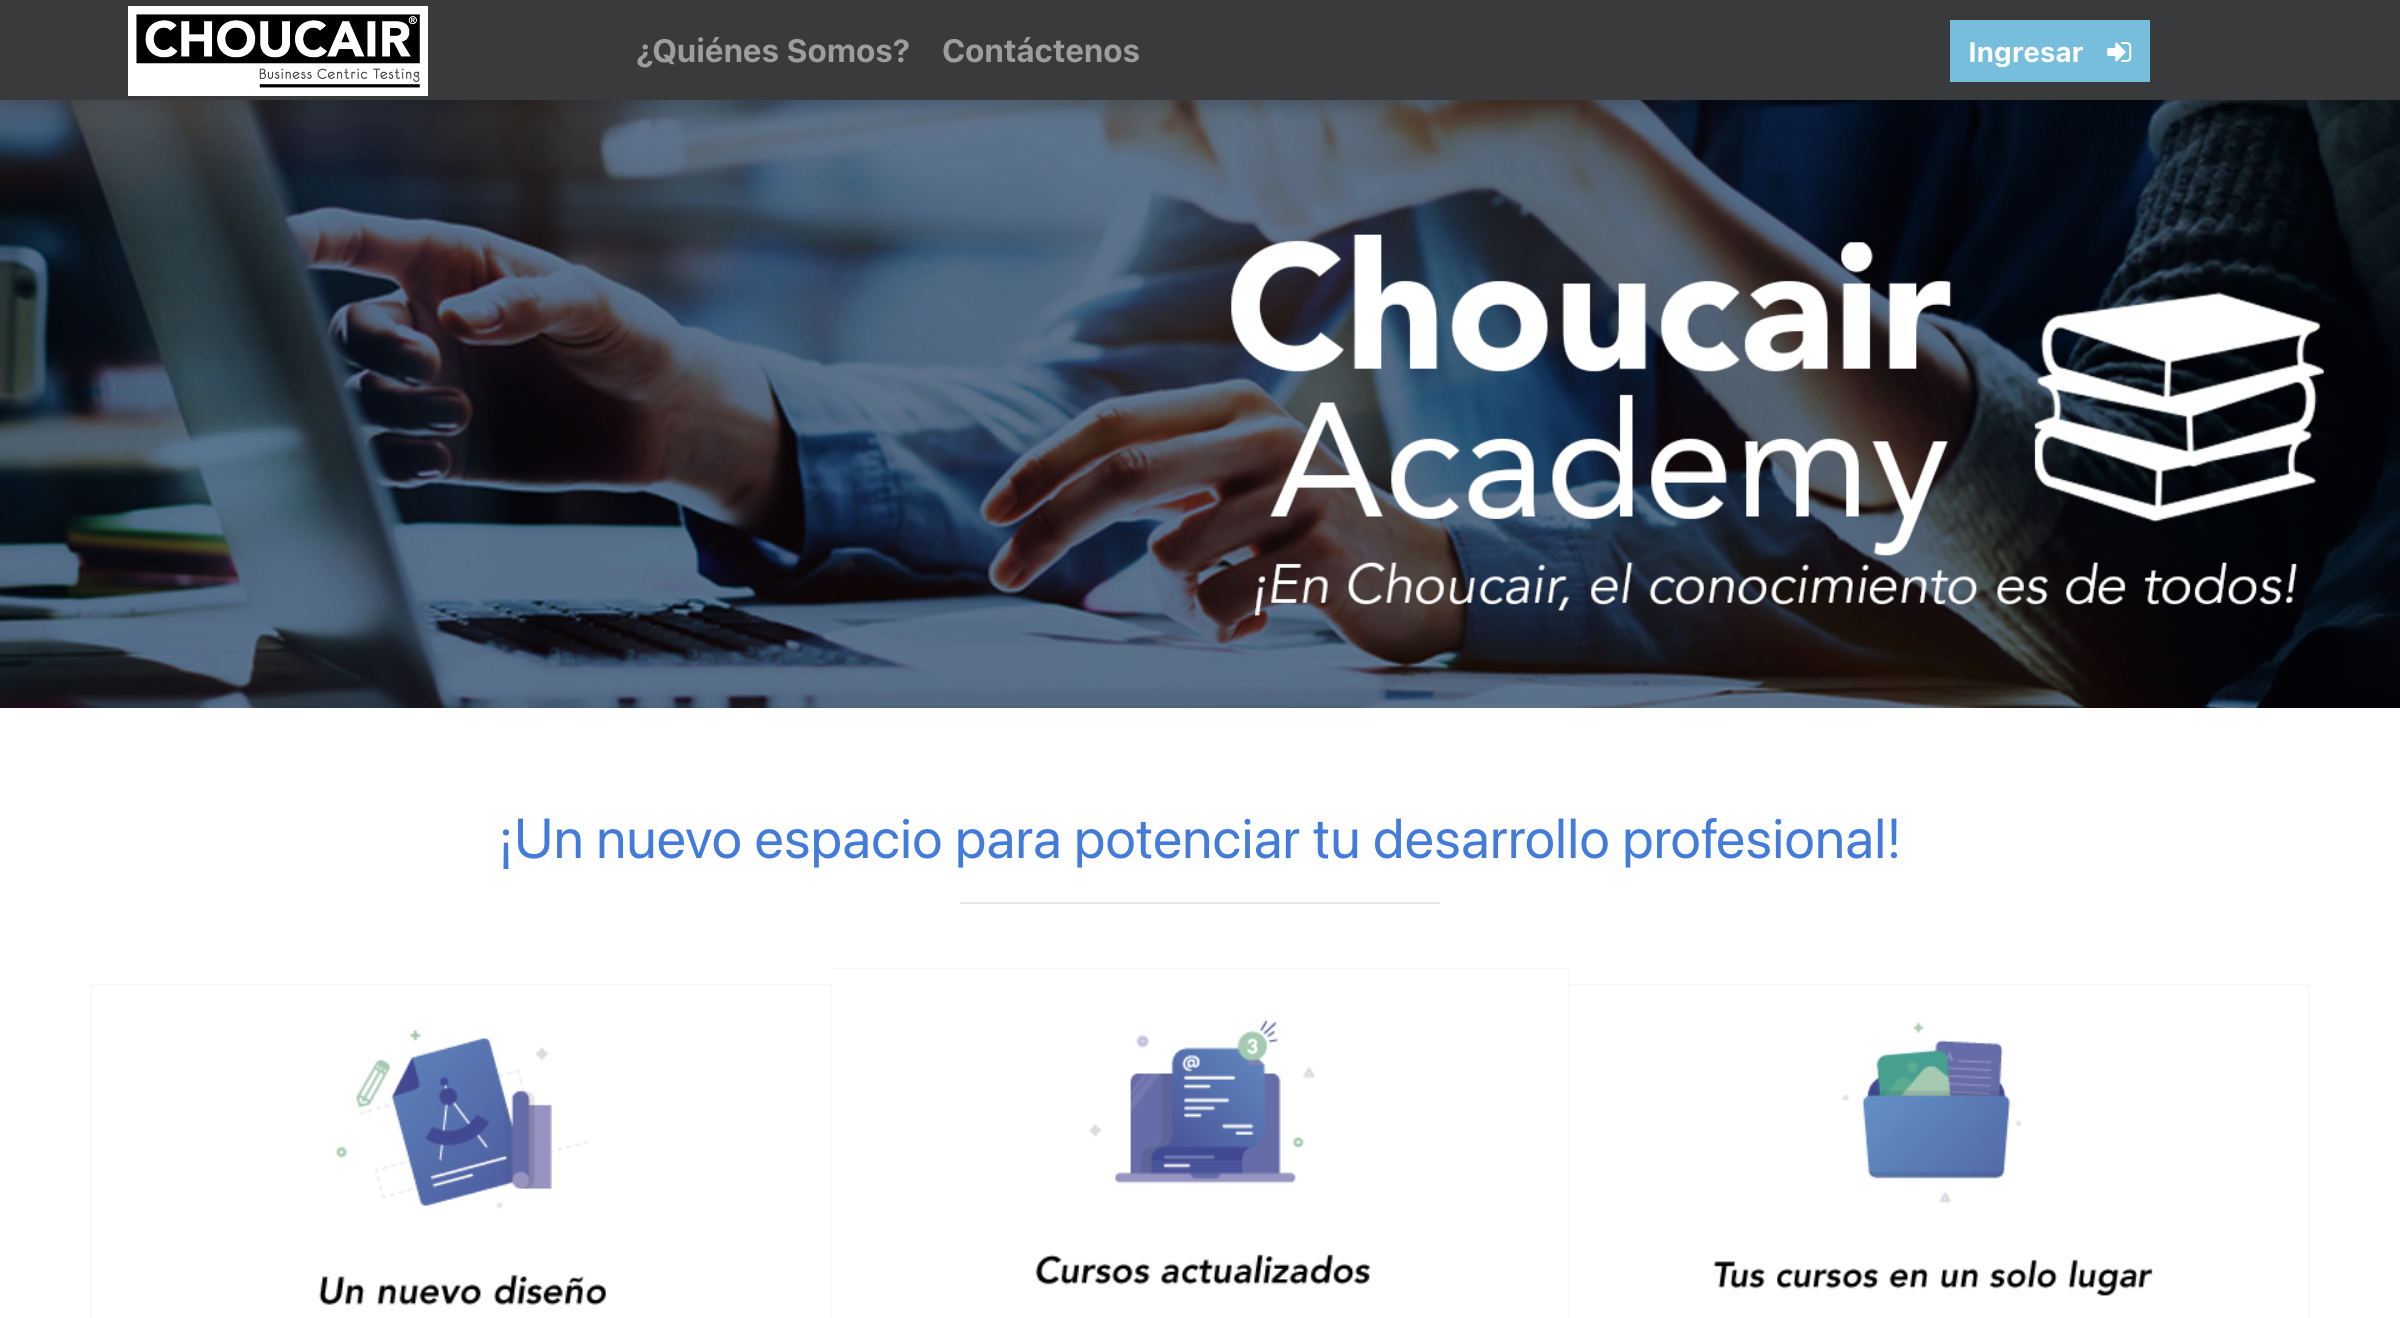 CHOUCAIR®
Business Centric Testing
¿Quiénes Somos? Contáctenos
Ingresar
Choucair
Academy
¡En Choucair, el conocimiento es de todos!
¡Un nuevo espacio para potenciar tu desarrollo profesional!
@
3
Un nuevo diseño
Cursos actualizados
A
Tus cursos en un solo lugar